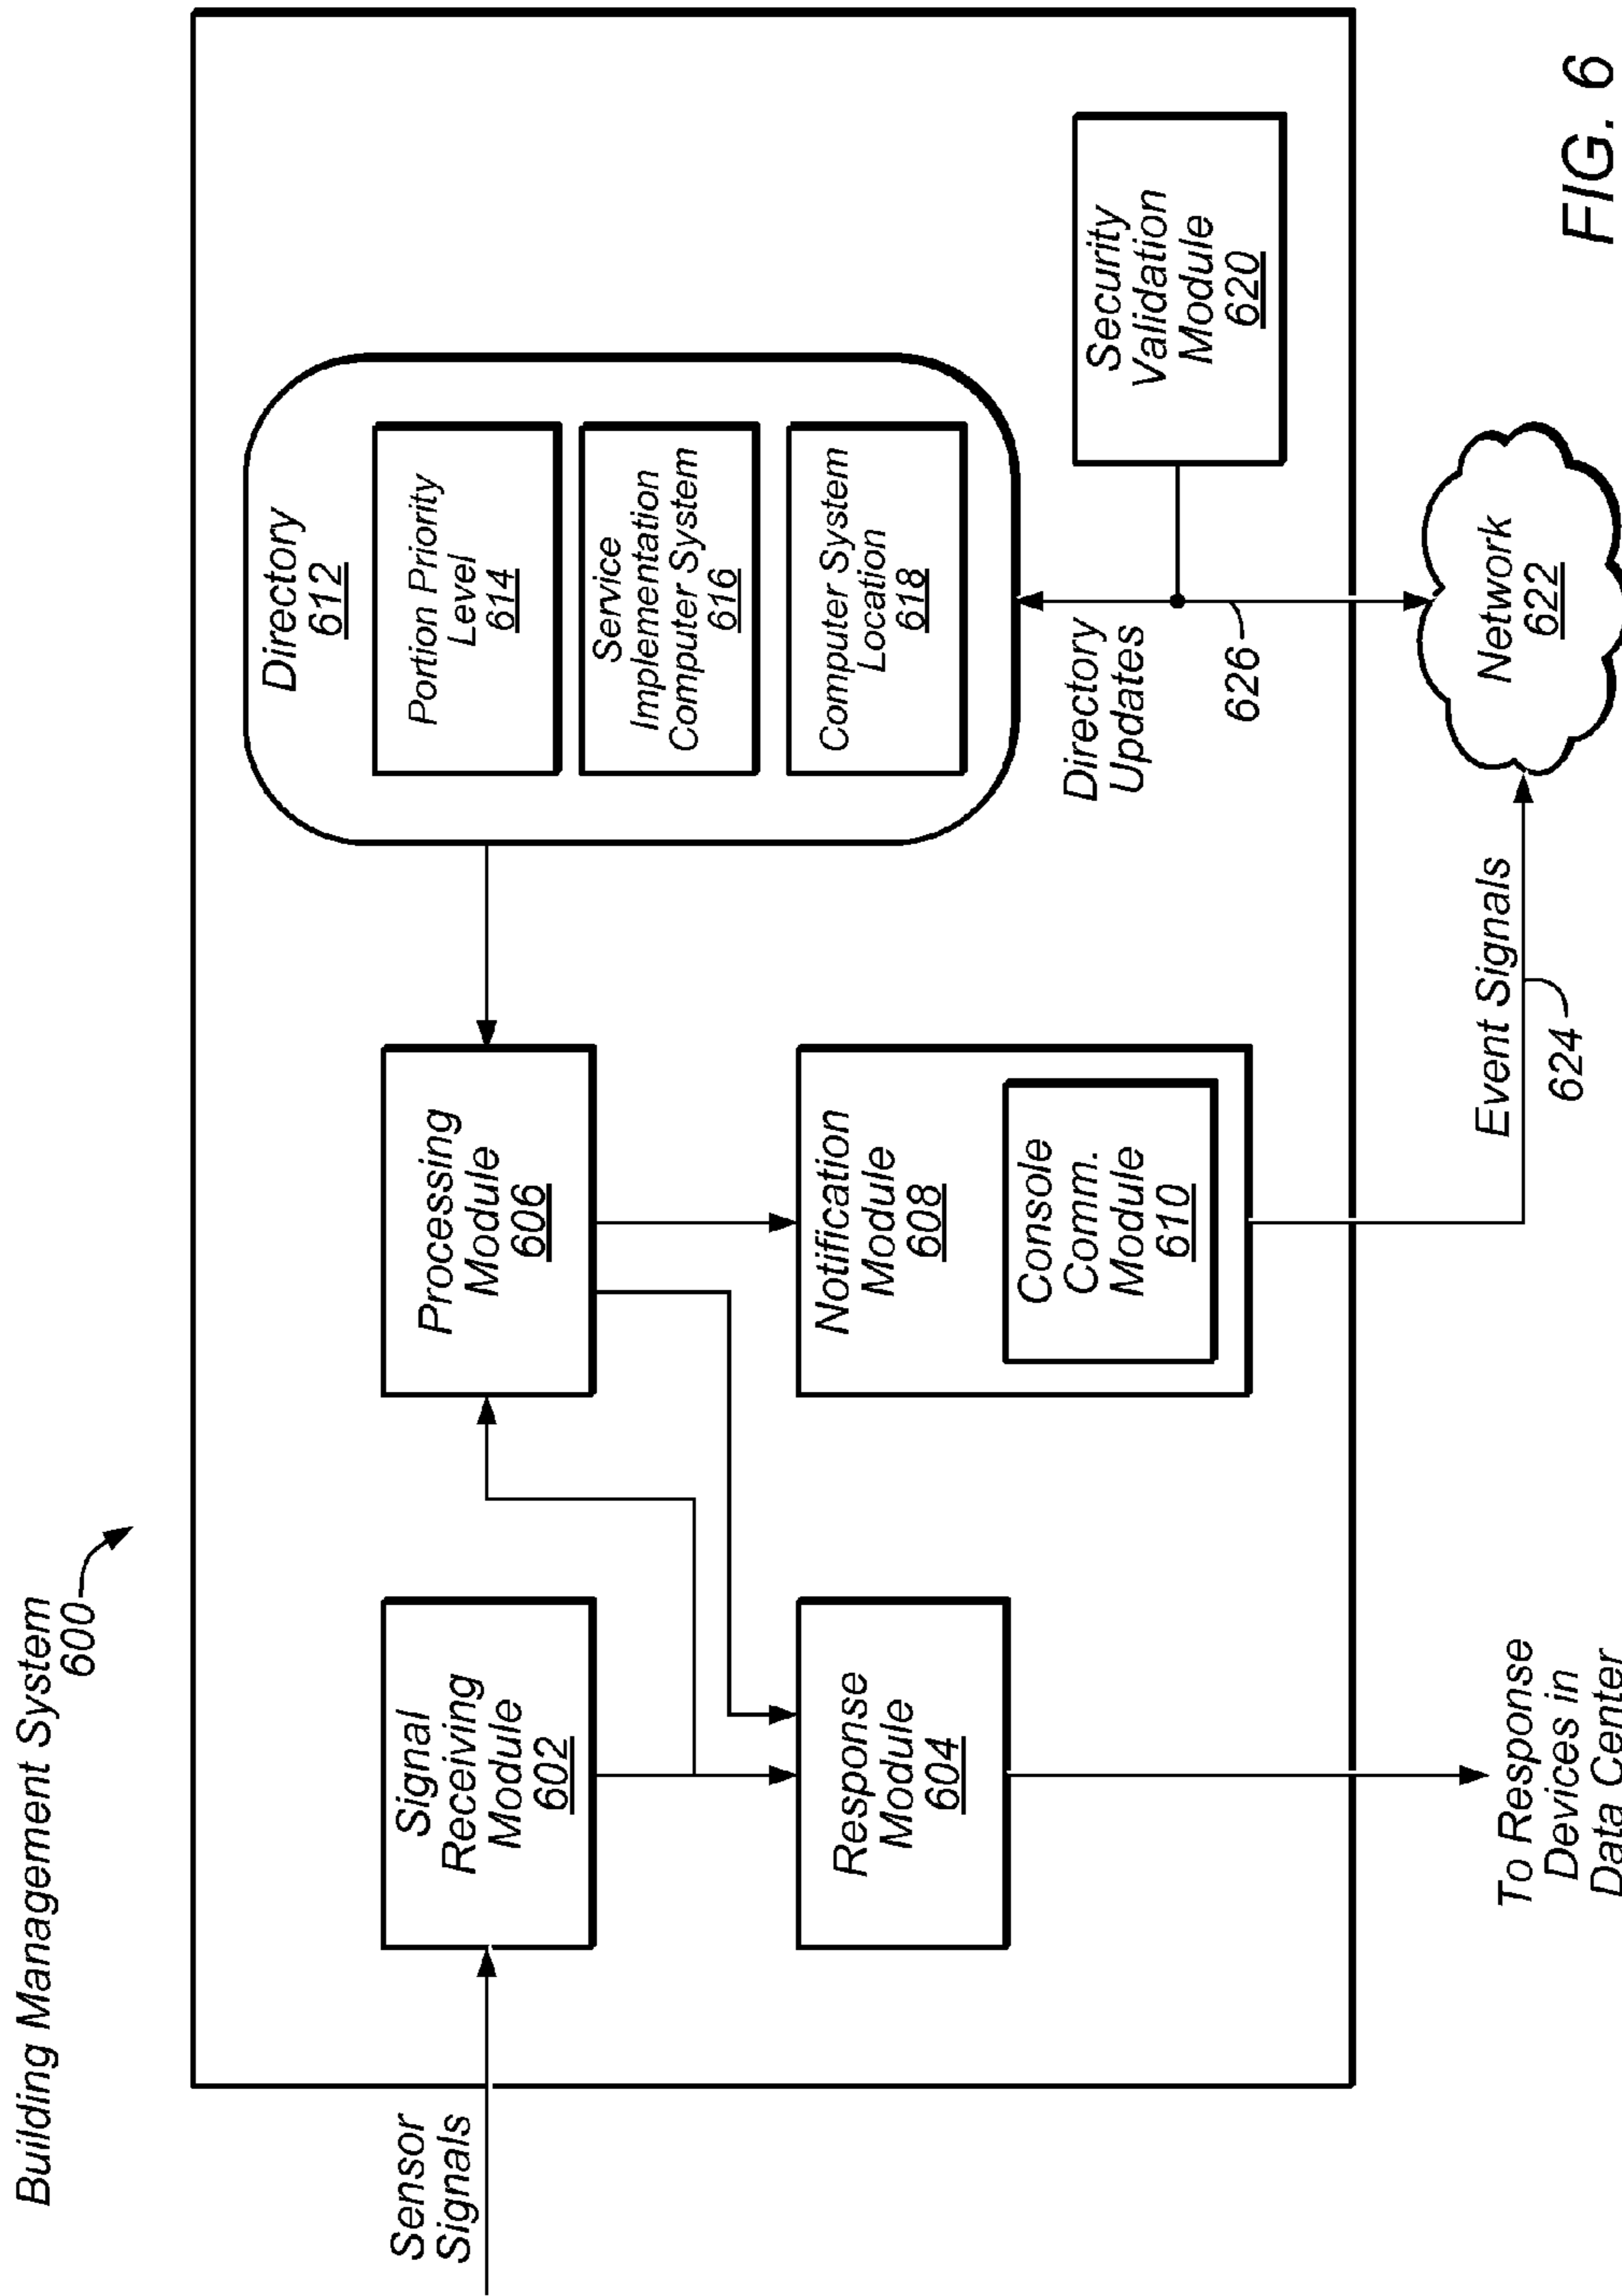 Building Management System
600
Sensor
Signals
Signal
Receiving
Module
602
Processing
Module
606
Directory
612
Portion Priority
Level
614
Service
Implementation
Computer System
616
Computer System
Location
618
Response
Module
604
Notification
Module
608
Console
Comm.
Module
610
Directory
Updates
626
Security
Validation
Module
620
To Response
Devices in
Data Center
Event Signals
624
Network
622
FIG. 6